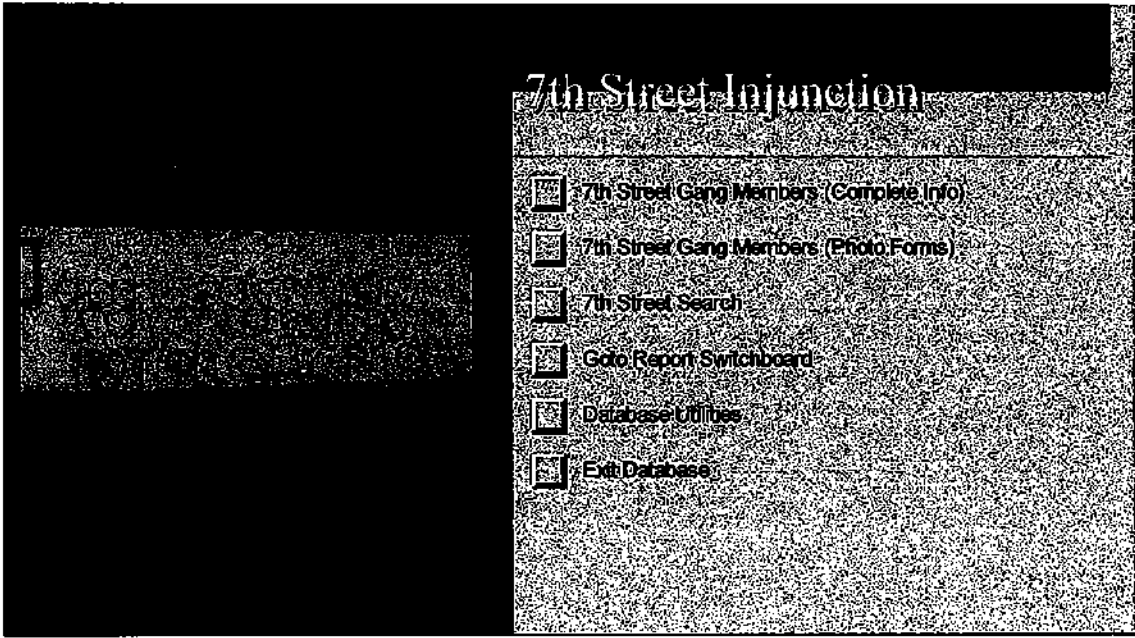 7th Street Injunction
7th Street Gang Members (Complete Info)
7th Street Gang Members (Photo Forms)
7th Street Search
Goto Report Switchboard
Database Utilities
Exit Database